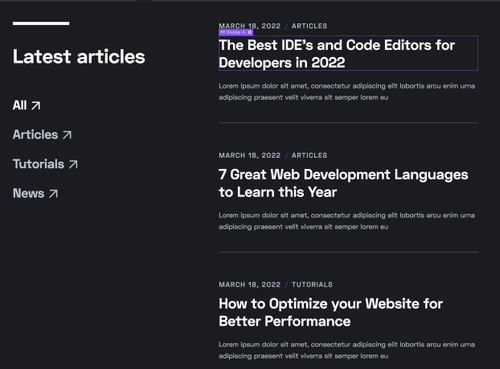 Latest articles
All
Articles
Tutorials
News
MARCH 18, 2022 / ARTICLES
H1 Display 4
The Best IDE's and Code Editors for
Developers in 2022
Lorem ipsum dolor sit amet, consectetur adipiscing elit lobortis arcu enim urna
adipiscing praesent velit viverra sit semper lorem eu
MARCH 18, 2022 / ARTICLES
7 Great Web Development Languages
to Learn this Year
Lorem ipsum dolor sit amet, consectetur adipiscing elit lobortis arcu enim urna
adipiscing praesent velit viverra sit semper lorem eu
MARCH 18, 2022 / TUTORIALS
How to Optimize your Website for
Better Performance
Lorem ipsum dolor sit amet, consectetur adipiscing elit lobortis arcu enim urna
adipiscing praesent velit viverra sit semper lorem eu